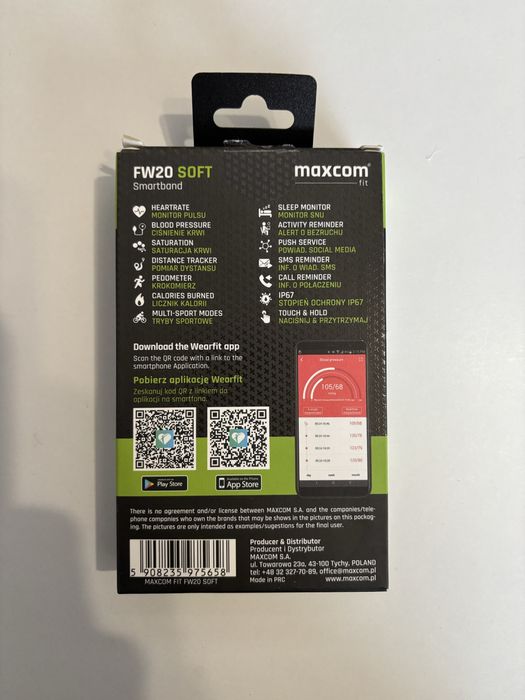 FW20 SOFT
Smartband
maxcom®
fit
HEARTRATE
MONITOR PULSU
BLOOD PRESSURE
CIŚNIENIE KRWI
SATURATION
SATURACJA KRWI
DISTANCE TRACKER
POMIAR DYSTANSU
PEDOMETER
KROKOMIERZ
CALORIES BURNED
LICZNIK KALORII
MULTI-SPORT MODES
TRYBY SPORTOWE
SLEEP MONITOR
MONITOR SNU
ACTIVITY REMINDER
ALERT O BEZRUCHU
PUSH SERVICE
POWIAD. SOCIAL MEDIA
SMS REMINDER
INF. O WIAD. SMS
CALL REMINDER
INF. O POŁĄCZENIU
IP67
STOPIEŃ OCHRONY IP67
TOUCH & HOLD
NACIŚNIJ & PRZYTRZYMAJ
Download the Wearfit app
Scan the QR code with a link to the
smartphone Application.
Pobierz aplikację Wearfit
Zeskanuj kod QR z linkiem do
aplikacji na smartfona.
Play Store
App Store
Blood pressure
105/68
There is no agreement and/or license between MAXCOM S.A. and the companies/tele-
phone companies who own the brands that may be shown in the pictures on this packag-
ing. The pictures are only intended as examples/sugestions for the final user.
5 908235 975658
MAXCOM FIT FW20 SOFT
Producer & Distributor
Producent i Dystrybutor
MAXCOM S.A.
ul. Towarowa 23a, 43-100 Tychy, POLAND
tel: +48 32 327-70-89, office@maxcom.pl
Made in PRC
www.maxcom.pl